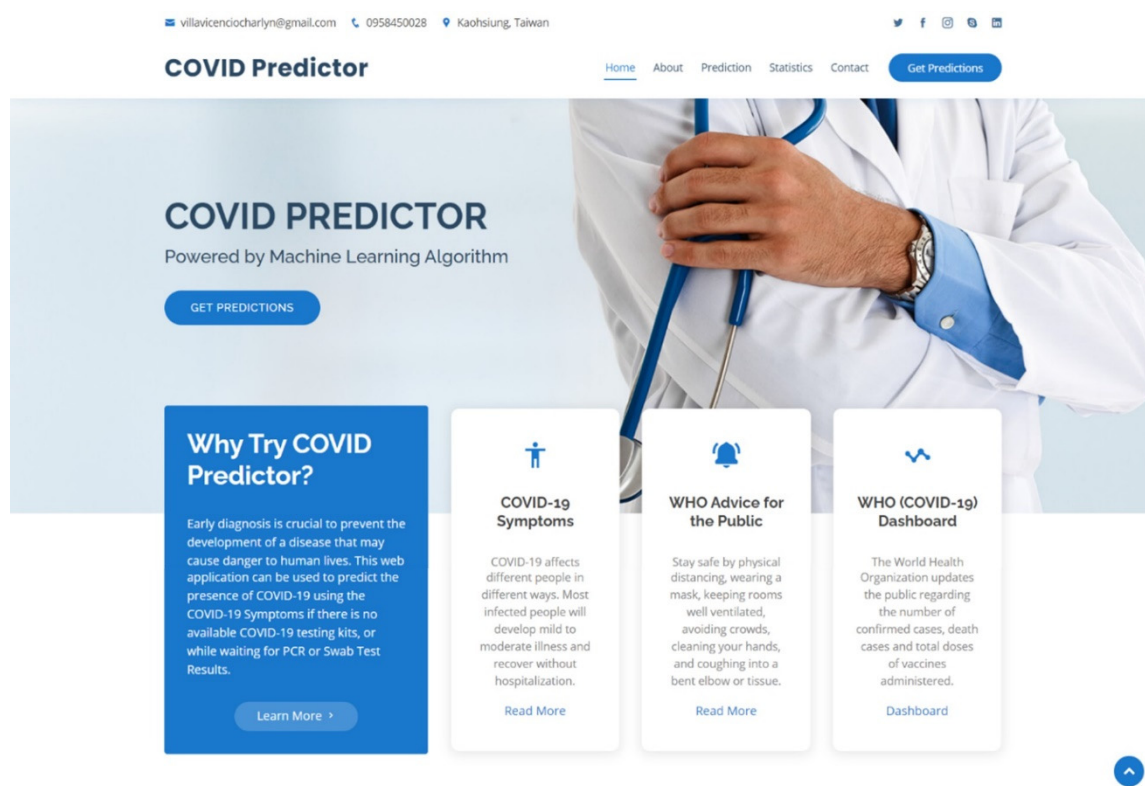 villavicenciocharlyn@gmail.com 0958450028 Kaohsiung, Taiwan
COVID Predictor
Home About Prediction Statistics Contact Get Predictions
COVID PREDICTOR
Powered by Machine Learning Algorithm
GET PREDICTIONS
Why Try COVID
Predictor?
Early diagnosis is crucial to prevent the
development of a disease that may
cause danger to human lives. This web
application can be used to predict the
presence of COVID-19 using the
COVID-19 Symptoms if there is no
available COVID-19 testing kits, or
while waiting for PCR or Swab Test
Results.
Learn More
COVID-19
Symptoms
COVID-19 affects
different people in
different ways. Most
infected people will
develop mild to
moderate illness and
recover without
hospitalization.
Read More
WHO Advice for
the Public
Stay safe by physical
distancing, wearing a
mask, keeping rooms
well ventilated,
avoiding crowds,
cleaning your hands,
and coughing into a
bent elbow or tissue.
Read More
WHO (COVID-19)
Dashboard
The World Health
Organization updates
the public regarding
the number of
confirmed cases, death
cases and total doses
of vaccines
administered.
Dashboard